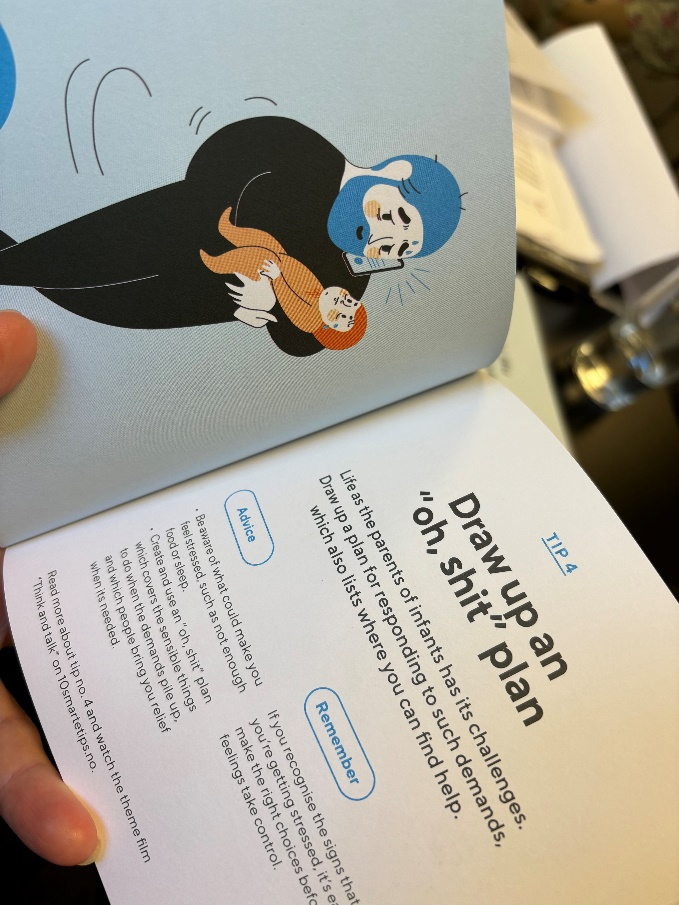 TIP 4
Draw up an
"oh, shit" plan
Life as the parents of infants has its challenges.
Draw up a plan for responding to such demands,
which also lists where you can find help.
Advice
• Be aware of what could make you
feel stressed, such as not enough
food or sleep.
• Create and use an "oh, shit" plan
which covers the sensible things
to do when the demands pile up,
and which people bring you relief
when its needed.
Remember
If you recognise the signs that
you're getting stressed, it's
make the right choices
feelings take control.
Read more about tip no. 4 and watch the theme film
'Think and talk' on 10smartetips.no.